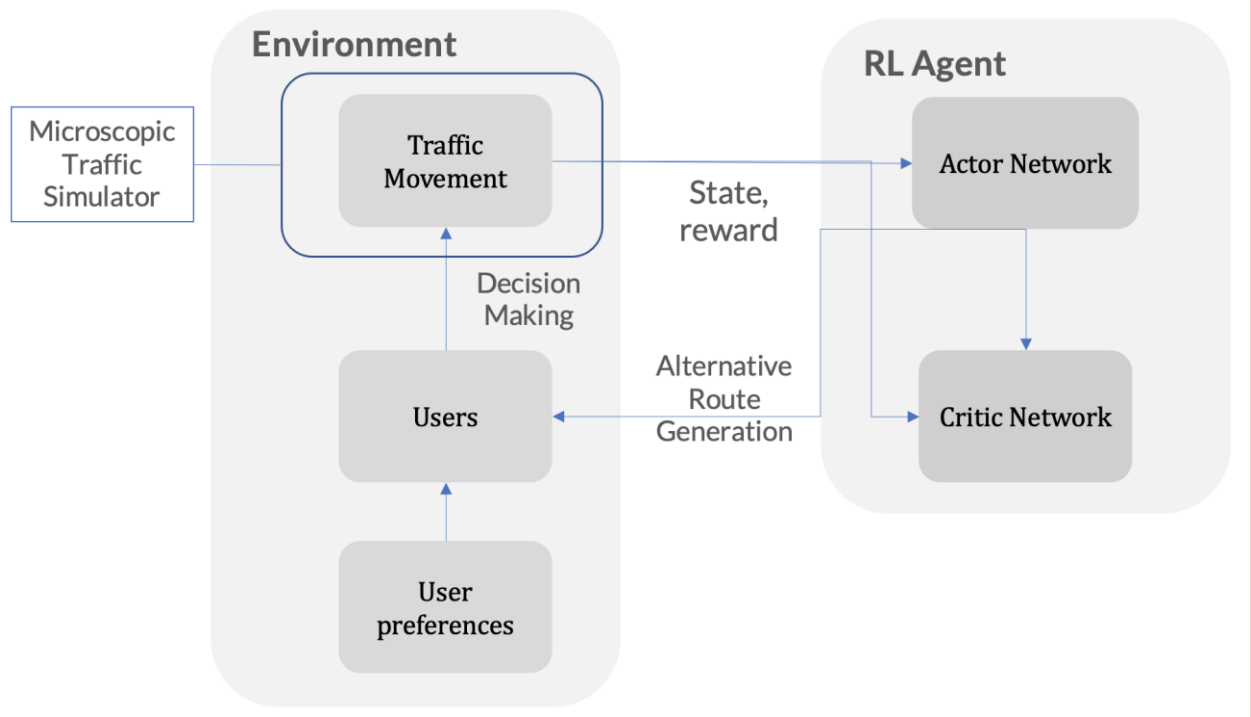 Environment
RL Agent
Microscopic
Traffic
Simulator
Traffic
Movement
Actor Network
State,
reward
Decision
Making
Alternative
Route
Generation
Users
Critic Network
User
preferences